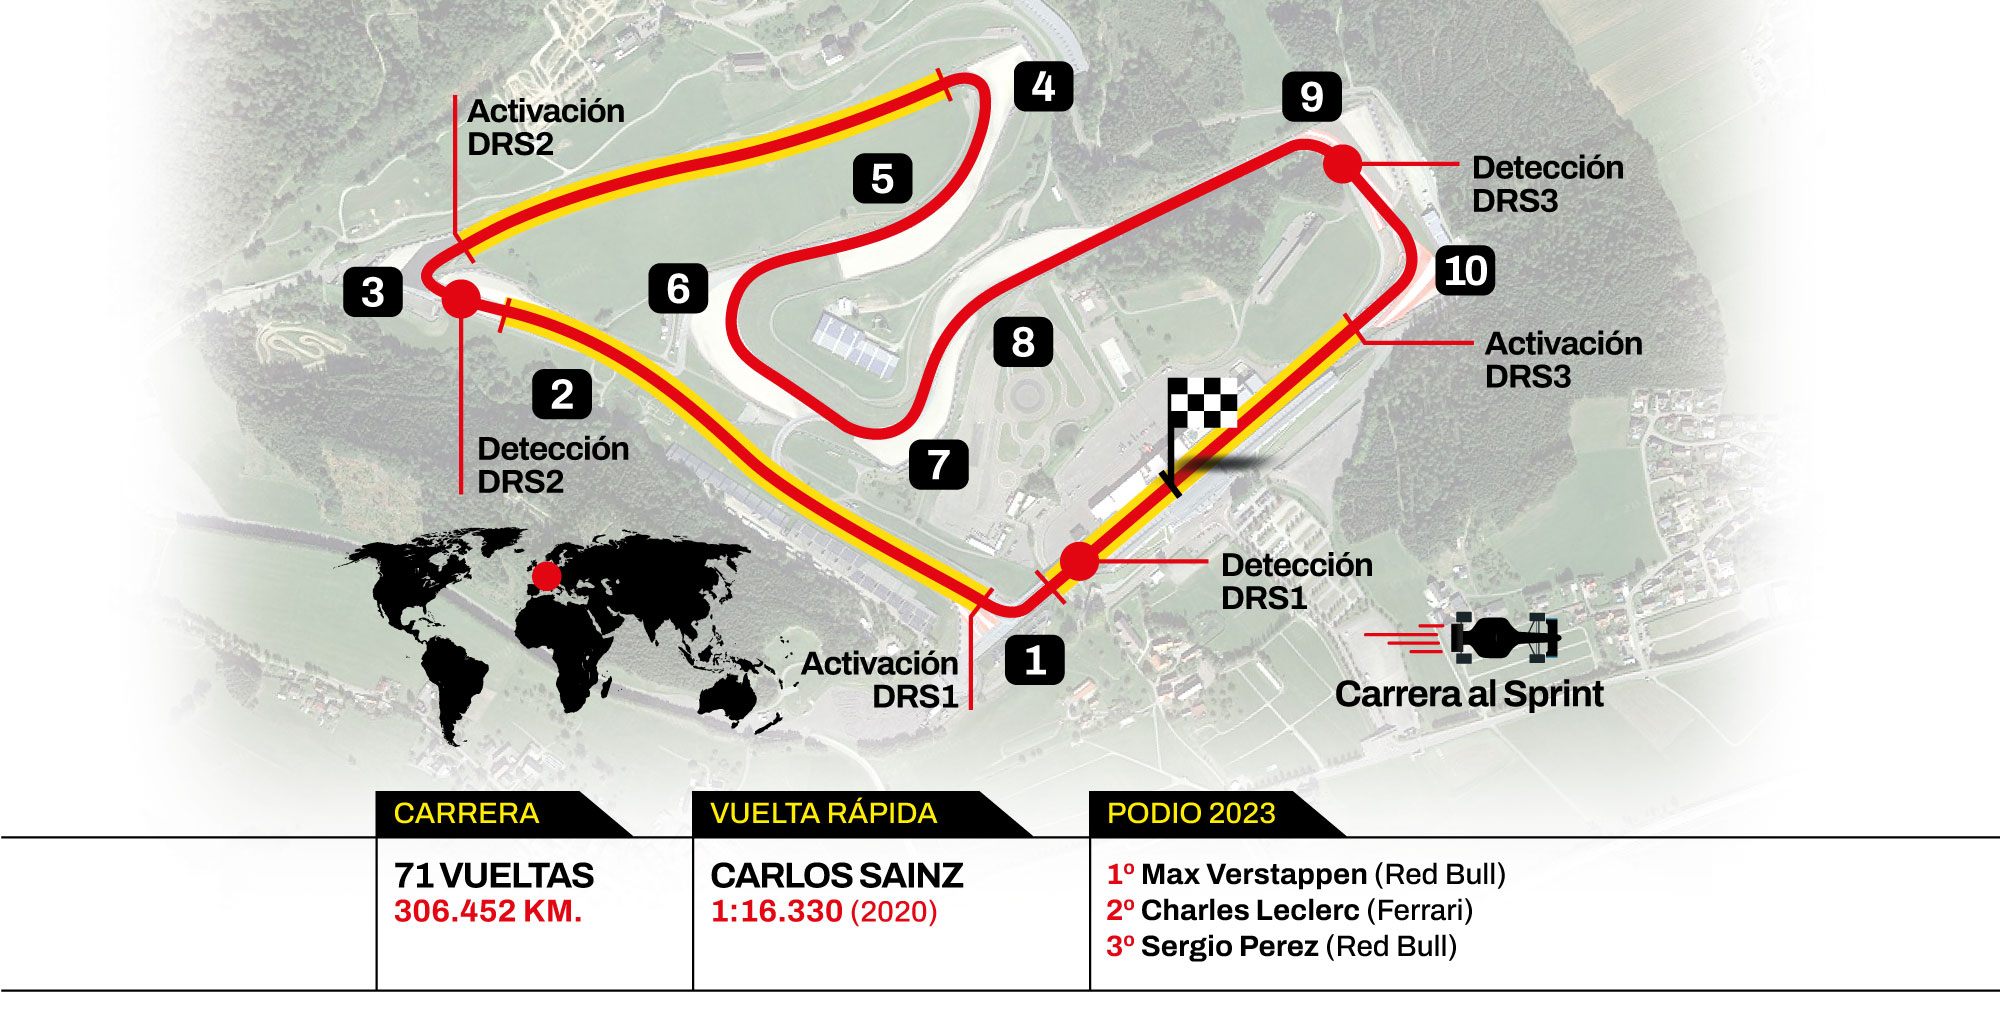 4
9
Activación
DRS2
5
Detección
DRS3
3
6
10
8
Activación
DRS3
2
Detección
DRS2
7
Detección
DRS1
1
Activación
DRS1
Carrera al Sprint
CARRERA
71 VUELTAS
306.452 KM.
VUELTA RÁPIDA
CARLOS SAINZ
1:16.330 (2020)
PODIO 2023
1º Max Verstappen (Red Bull)
2º Charles Leclerc (Ferrari)
3º Sergio Perez (Red Bull)